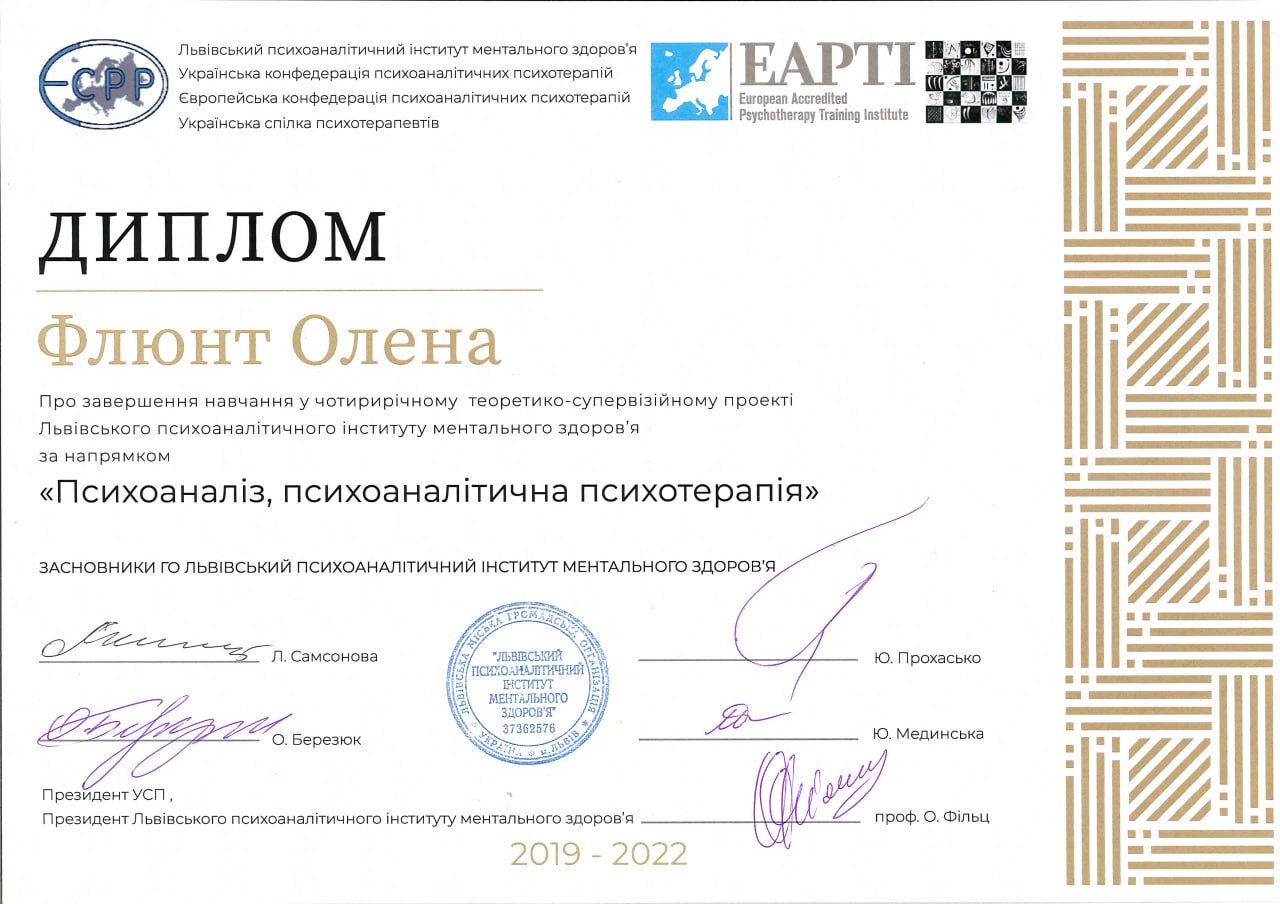 ECPP
Львівський психоаналітичний інститут ментального здоров'я
Українська конфедерація психоаналітичних психотерапій
Європейська конфедерація психоаналітичних психотерапій
Українська спілка психотерапевтів
EAPTI
European Accredited
Psychotherapy Training Institute
ДИПЛОМ
Флюнт Олена
Про завершення навчання у чотирирічному теоретико-супервізійному проекті
Львівського психоаналітичного інституту ментального здоров'я
за напрямком
«Психоаналіз, психоаналітична психотерапія»
ЗАСНОВНИКИ ГО ЛЬВІВСЬКИЙ ПСИХОАНАЛІТИЧНИЙ ІНСТИТУТ МЕНТАЛЬНОГО ЗДОРОВ'Я
Л. Самсонова
Ю. Прохасько
ЛЬВІВСЬКА МІСЬКА ГРОМАДСЬКА ОРГАНІЗАЦІЯ
"ЛЬВІВСЬКИЙ
ПСИХОАНАЛІТИЧНИЙ
ІНСТИТУТ
МЕНТАЛЬНОГО
ЗДОРОВ'Я"
37362576
* УКРАЇНА * м.ЛЬВІВ *
О. Березюк
Ю. Мединська
Президент УСП ,
Президент Львівського психоаналітичного інституту ментального здоров'я
проф. О. Фільц
2019 - 2022